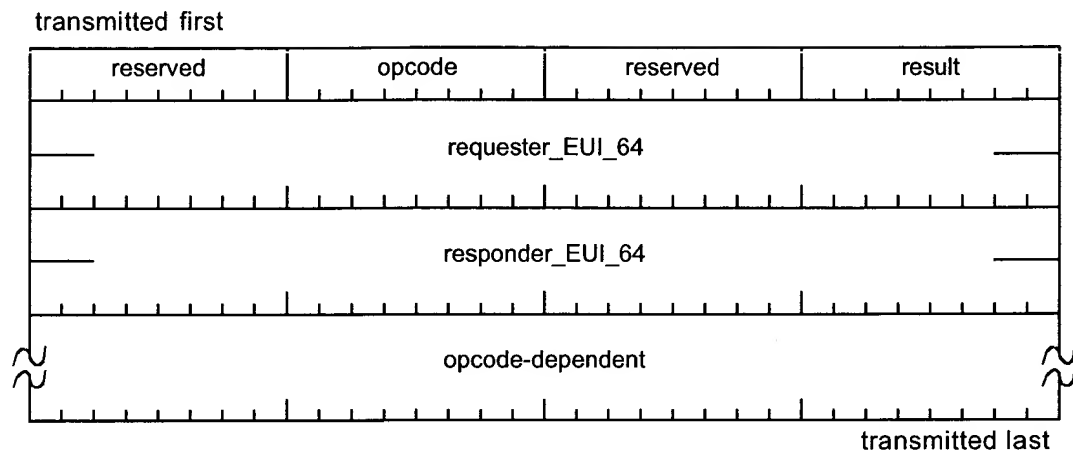 transmitted first
reserved opcode reserved result
requester_EUI_64
responder_EUI_64
opcode-dependent
transmitted last